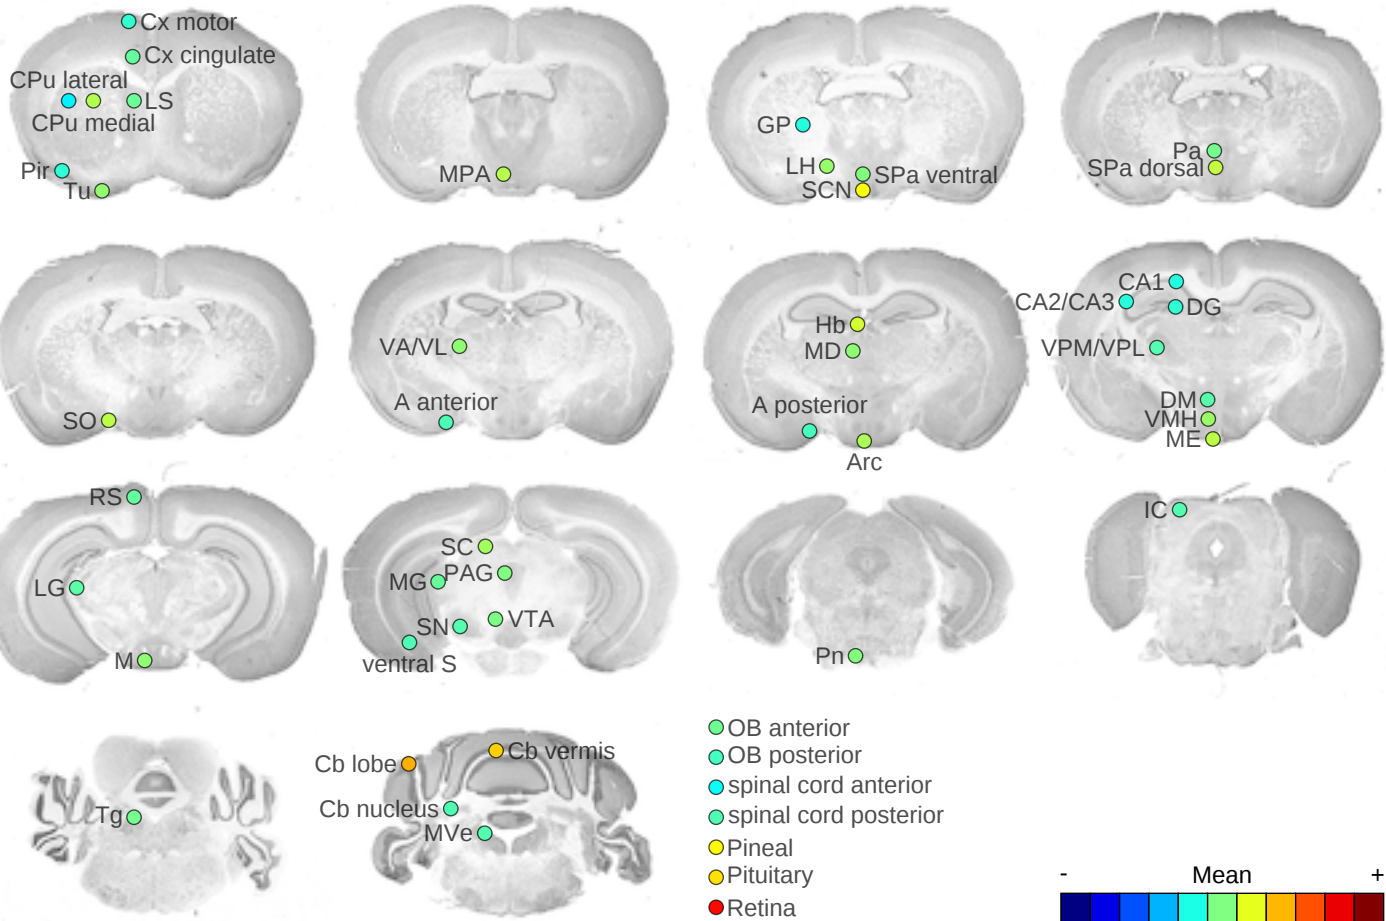 Cx motor
Cx cingulate
CPu lateral
LS
CPu medial
Pir
Tu
MPA
GP
LH
SPa ventral
SCN
Pa
SPa dorsal
SO
VA/VL
A anterior
Hb
MD
A posterior
Arc
CA1
CA2/CA3
DG
VPM/VPL
DM
VMH
ME
RS
LG
M
SC
MG
PAG
SN
VTA
ventral S
Pn
IC
Tg
Cb lobe
Cb vermis
Cb nucleus
MVe
OB anterior
OB posterior
spinal cord anterior
spinal cord posterior
Pineal
Pituitary
Retina
- Mean +